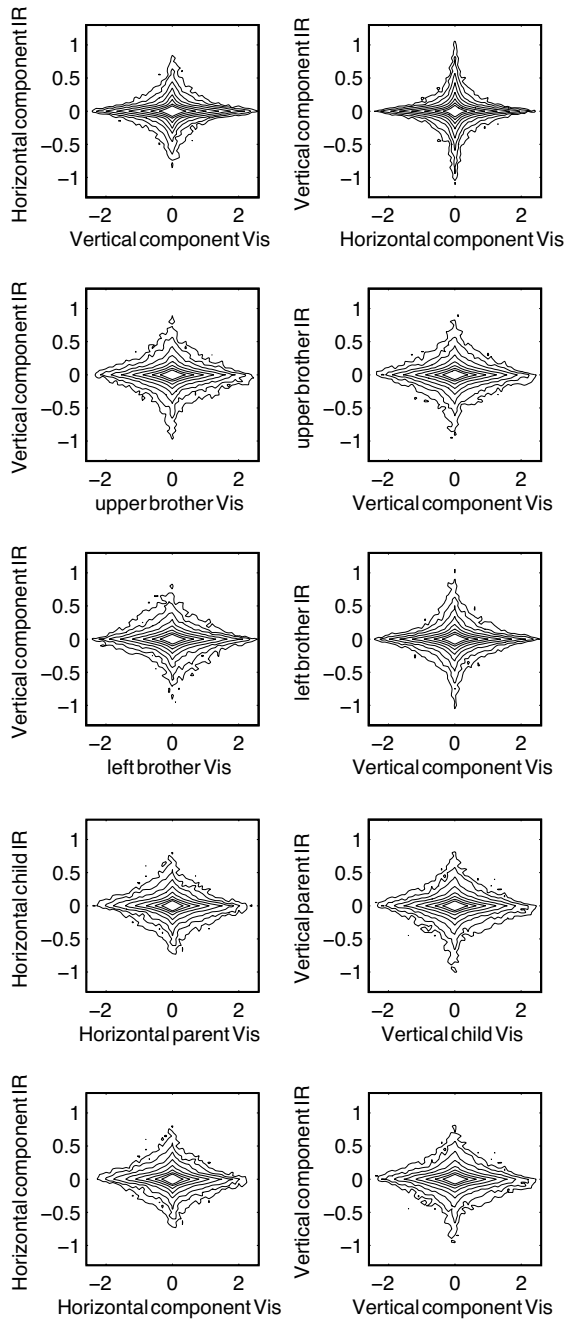 Horizontal component IR
1
0.5
0
−0.5
−1
−2 0 2
Vertical component Vis
Vertical component IR
1
0.5
0
−0.5
−1
−2 0 2
Horizontal component Vis
Vertical component IR
1
0.5
0
−0.5
−1
−2 0 2
upper brother Vis
upper brother IR
1
0.5
0
−0.5
−1
−2 0 2
Vertical component Vis
Vertical component IR
1
0.5
0
−0.5
−1
−2 0 2
left brother Vis
left brother IR
1
0.5
0
−0.5
−1
−2 0 2
Vertical component Vis
Horizontal child IR
1
0.5
0
−0.5
−1
−2 0 2
Horizontal parent Vis
Vertical parent IR
1
0.5
0
−0.5
−1
−2 0 2
Vertical child Vis
Horizontal component IR
1
0.5
0
−0.5
−1
−2 0 2
Horizontal component Vis
Vertical component IR
1
0.5
0
−0.5
−1
−2 0 2
Vertical component Vis